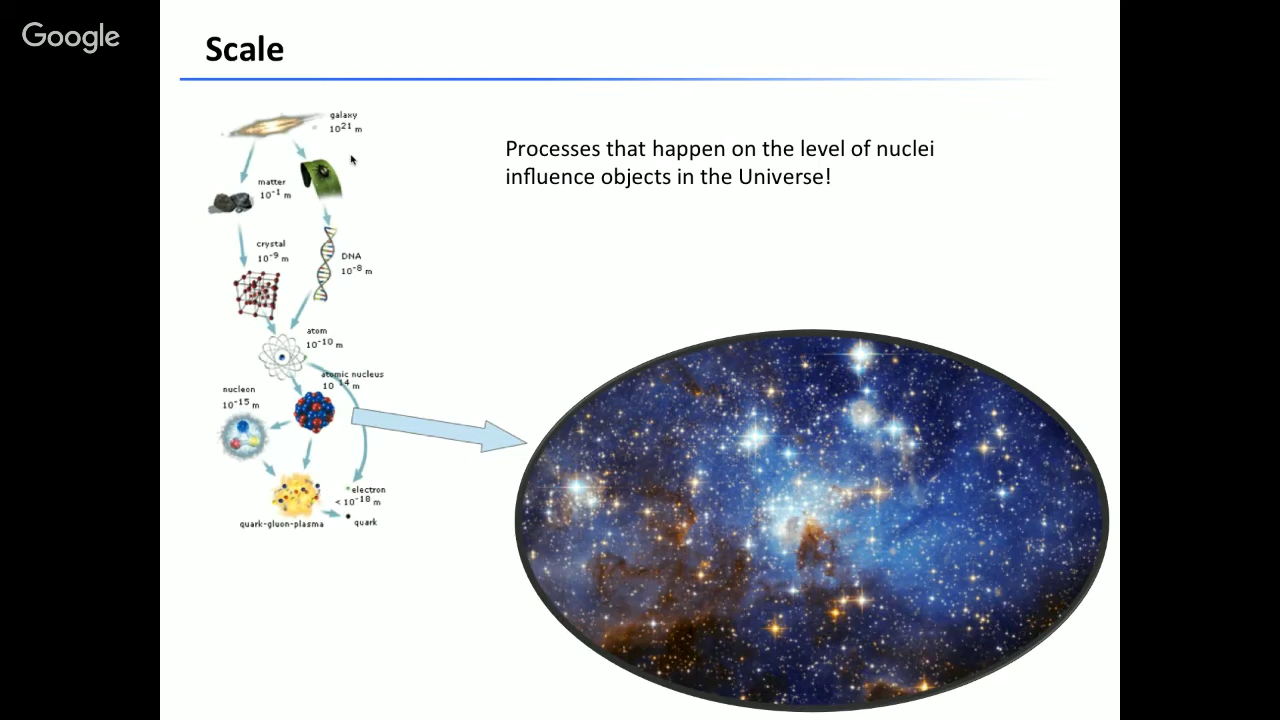 Google
Scale
galaxy
10²¹ m
Processes that happen on the level of nuclei
influence objects in the Universe!
matter
10⁻¹ m
crystal
10⁻⁹ m
DNA
10⁻⁸ m
atom
10⁻¹⁰ m
atomic nucleus
10⁻¹⁴ m
nucleon
10⁻¹⁵ m
electron
< 10⁻¹⁸ m
quark-gluon-plasma
quark